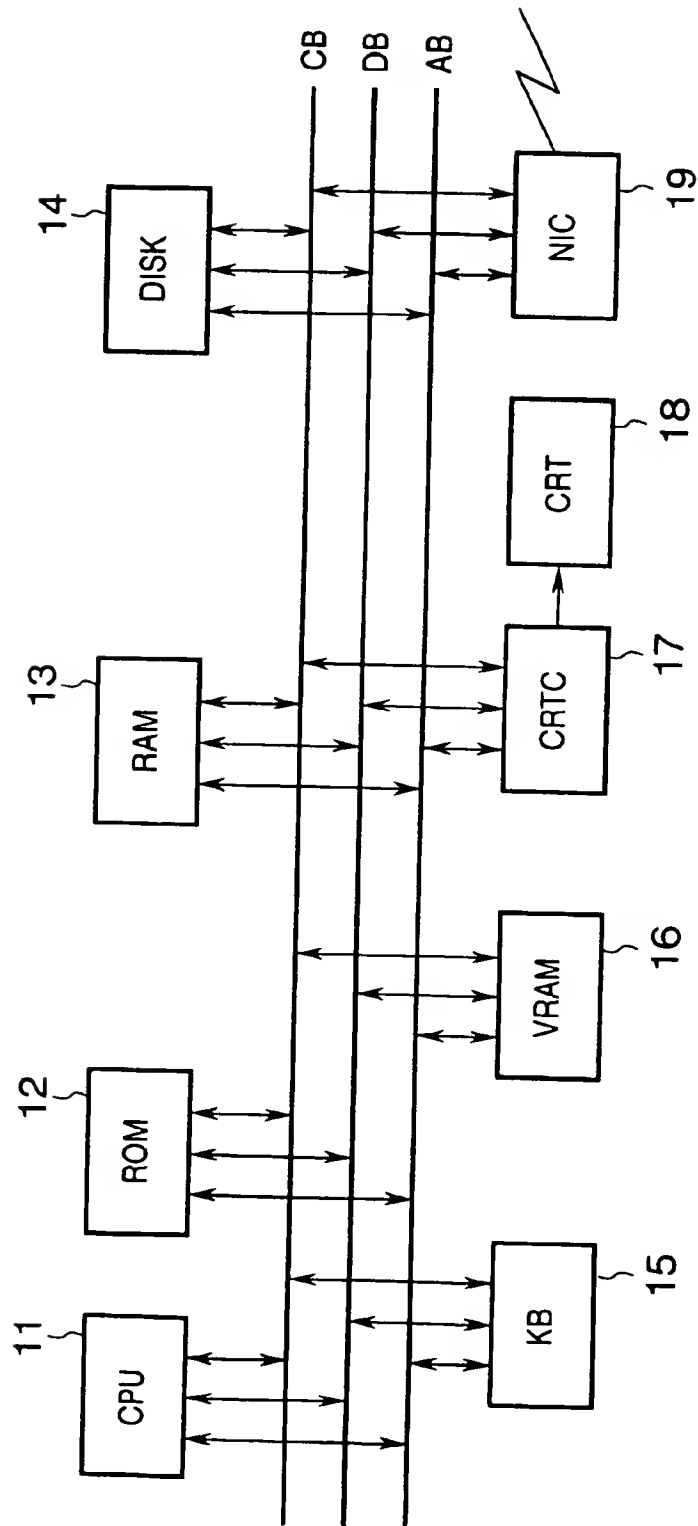 11
CPU
12
ROM
13
RAM
14
DISK
CB
DB
AB
KB
15
VRAM
16
CRTC
17
CRT
18
NIC
19